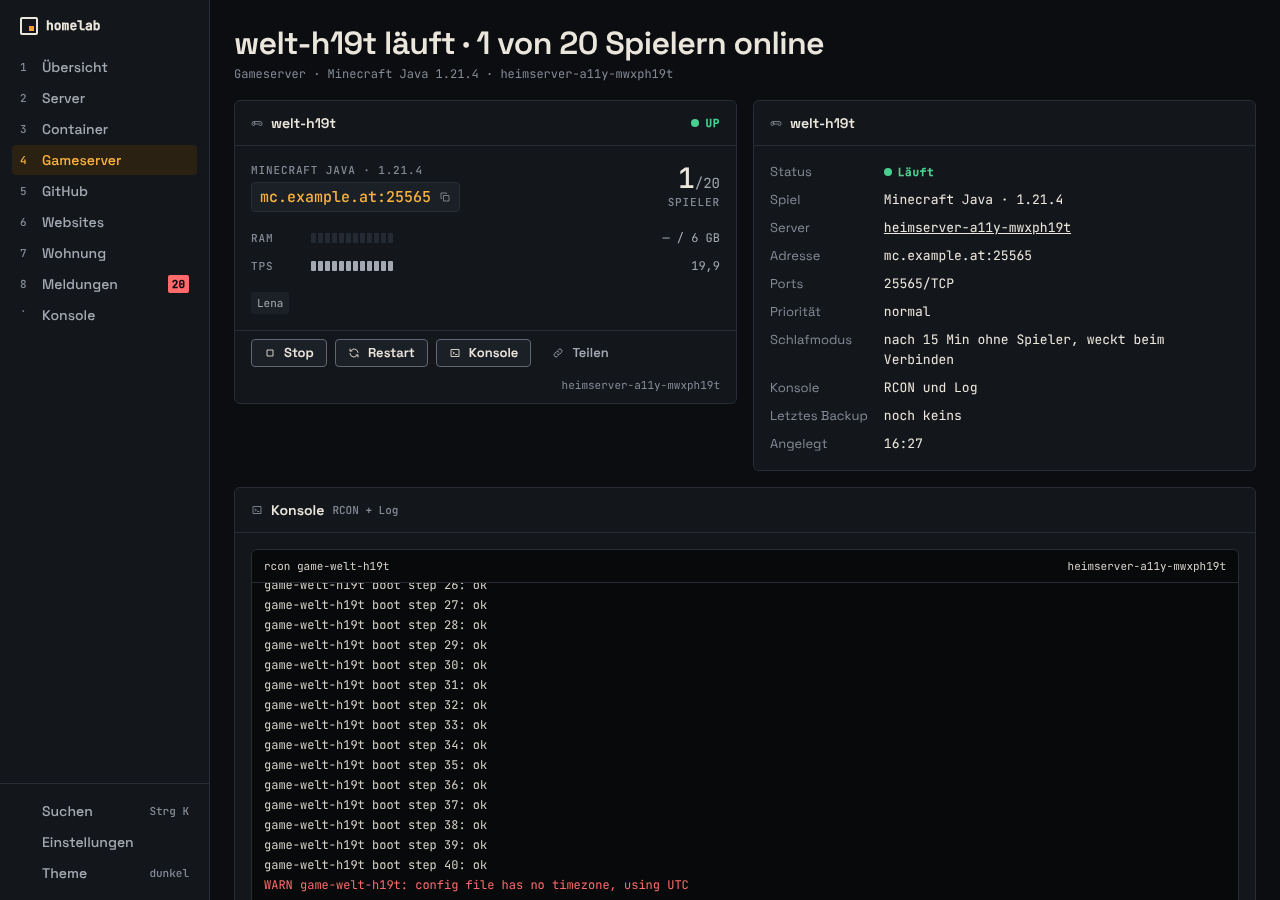 homelab
1 Übersicht
2 Server
3 Container
4 Gameserver
5 GitHub
6 Websites
7 Wohnung
8 Meldungen 20
` Konsole
Suchen Strg K
Einstellungen
Theme dunkel
welt-h19t läuft · 1 von 20 Spielern online
Gameserver · Minecraft Java 1.21.4 · heimserver-a11y-mwxph19t
welt-h19t UP
MINECRAFT JAVA · 1.21.4
mc.example.at:25565
1/20
SPIELER
RAM — / 6 GB
TPS 19,9
Lena
Stop Restart Konsole Teilen
heimserver-a11y-mwxph19t
welt-h19t
Status Läuft
Spiel Minecraft Java · 1.21.4
Server heimserver-a11y-mwxph19t
Adresse mc.example.at:25565
Ports 25565/TCP
Priorität normal
Schlafmodus nach 15 Min ohne Spieler, weckt beim
Verbinden
Konsole RCON und Log
Letztes Backup noch keins
Angelegt 16:27
Konsole RCON + Log
rcon game-welt-h19t heimserver-a11y-mwxph19t
game-welt-h19t boot step 26: ok
game-welt-h19t boot step 27: ok
game-welt-h19t boot step 28: ok
game-welt-h19t boot step 29: ok
game-welt-h19t boot step 30: ok
game-welt-h19t boot step 31: ok
game-welt-h19t boot step 32: ok
game-welt-h19t boot step 33: ok
game-welt-h19t boot step 34: ok
game-welt-h19t boot step 35: ok
game-welt-h19t boot step 36: ok
game-welt-h19t boot step 37: ok
game-welt-h19t boot step 38: ok
game-welt-h19t boot step 39: ok
game-welt-h19t boot step 40: ok
WARN game-welt-h19t: config file has no timezone, using UTC